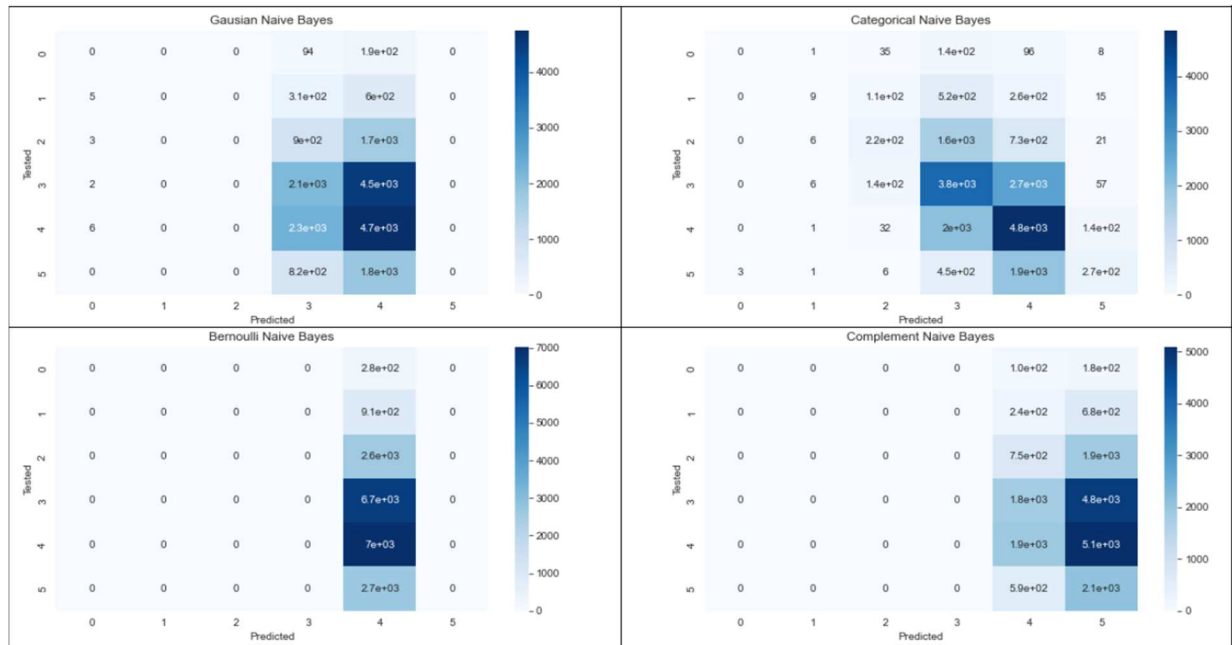 Gausian Naive Bayes
0 0 0 0 94 1.9e+02 0
1 5 0 0 3.1e+02 6e+02 0
2 3 0 0 9e+02 1.7e+03 0
3 2 0 0 2.1e+03 4.5e+03 0
4 6 0 0 2.3e+03 4.7e+03 0
5 0 0 0 8.2e+02 1.8e+03 0
0 1 2 3 4 5
Tested
Predicted
4000
3000
2000
1000
0
Categorical Naive Bayes
0 0 1 35 1.4e+02 96 8
1 0 9 1.1e+02 5.2e+02 2.6e+02 15
2 0 6 2.2e+02 1.6e+03 7.3e+02 21
3 0 6 1.4e+02 3.8e+03 2.7e+03 57
4 0 1 32 2e+03 4.8e+03 1.4e+02
5 3 1 6 4.5e+02 1.9e+03 2.7e+02
0 1 2 3 4 5
Tested
Predicted
4000
3000
2000
1000
0
Bernoulli Naive Bayes
0 0 0 0 0 2.8e+02 0
1 0 0 0 0 9.1e+02 0
2 0 0 0 0 2.6e+03 0
3 0 0 0 0 6.7e+03 0
4 0 0 0 0 7e+03 0
5 0 0 0 0 2.7e+03 0
0 1 2 3 4 5
Tested
Predicted
7000
6000
5000
4000
3000
2000
1000
0
Complement Naive Bayes
0 0 0 0 0 1.0e+02 1.8e+02
1 0 0 0 0 2.4e+02 6.8e+02
2 0 0 0 0 7.5e+02 1.9e+03
3 0 0 0 0 1.8e+03 4.8e+03
4 0 0 0 0 1.9e+03 5.1e+03
5 0 0 0 0 5.9e+02 2.1e+03
0 1 2 3 4 5
Tested
Predicted
5000
4000
3000
2000
1000
0